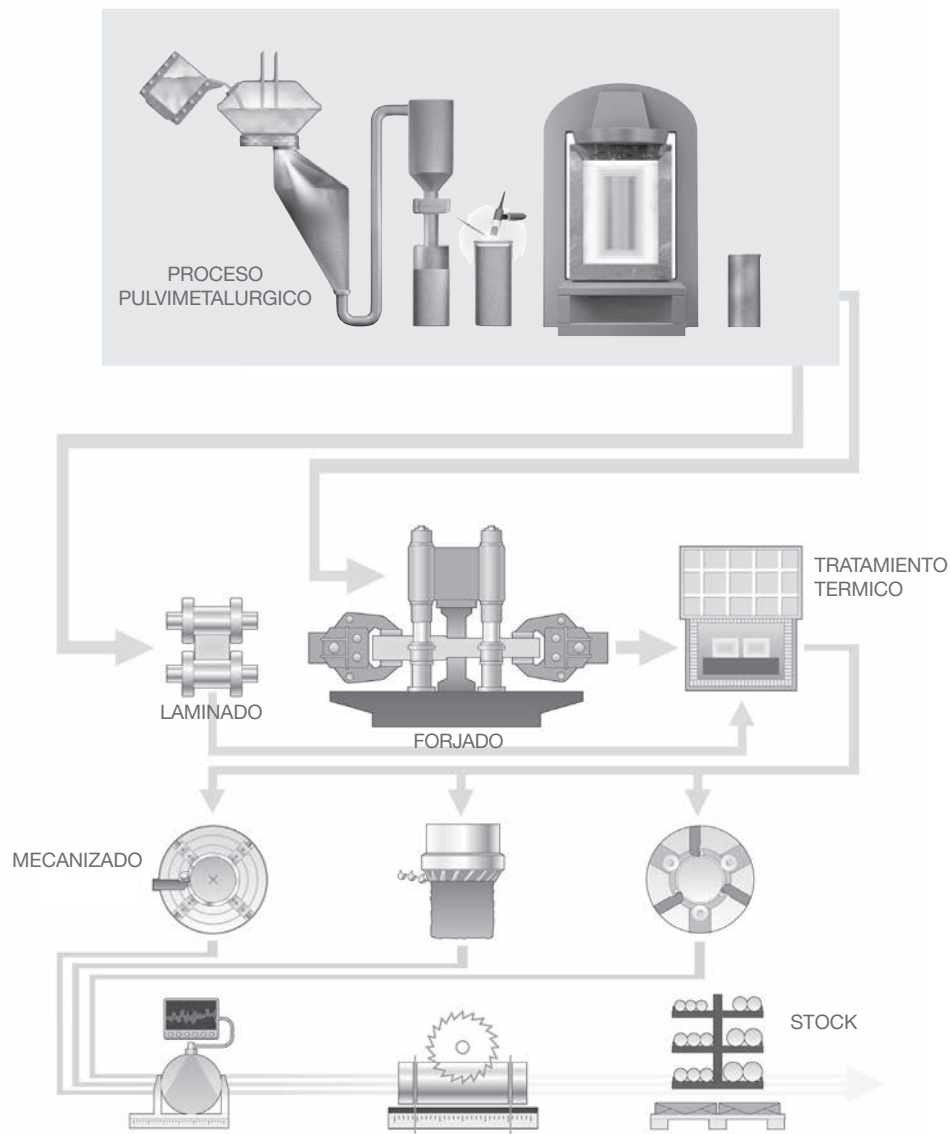 PROCESO
PULVIMETALURGICO
TRATAMIENTO
TERMICO
LAMINADO
FORJADO
MECANIZADO
STOCK